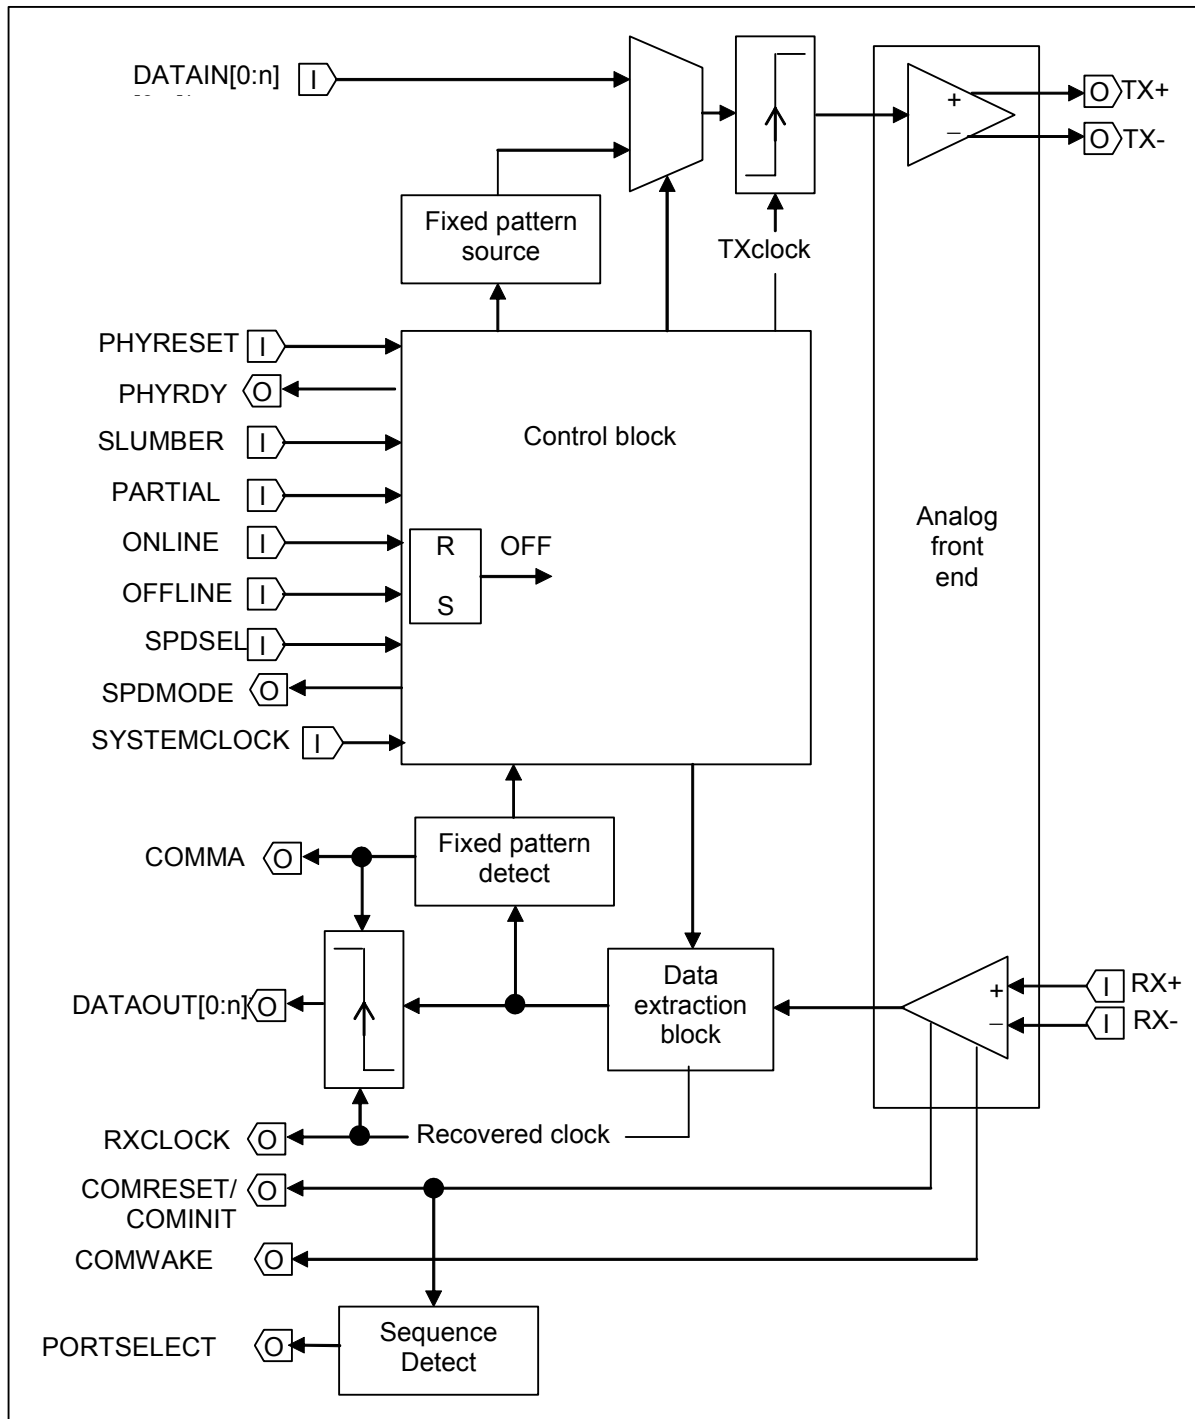 DATAIN[0:n]
I
+
−
O
TX+
O
TX-
Fixed pattern
source
TXclock
PHYRESET
I
PHYRDY
O
SLUMBER
I
Control block
PARTIAL
I
ONLINE
I
R
OFF
OFFLINE
I
S
SPDSEL
I
SPDMODE
O
SYSTEMCLOCK
I
Analog
front
end
COMMA
O
Fixed pattern
detect
DATAOUT[0:n]
O
Data
extraction
block
+
−
I
RX+
I
RX-
RXCLOCK
O
Recovered clock
COMRESET/
COMINIT
O
COMWAKE
O
PORTSELECT
O
Sequence
Detect